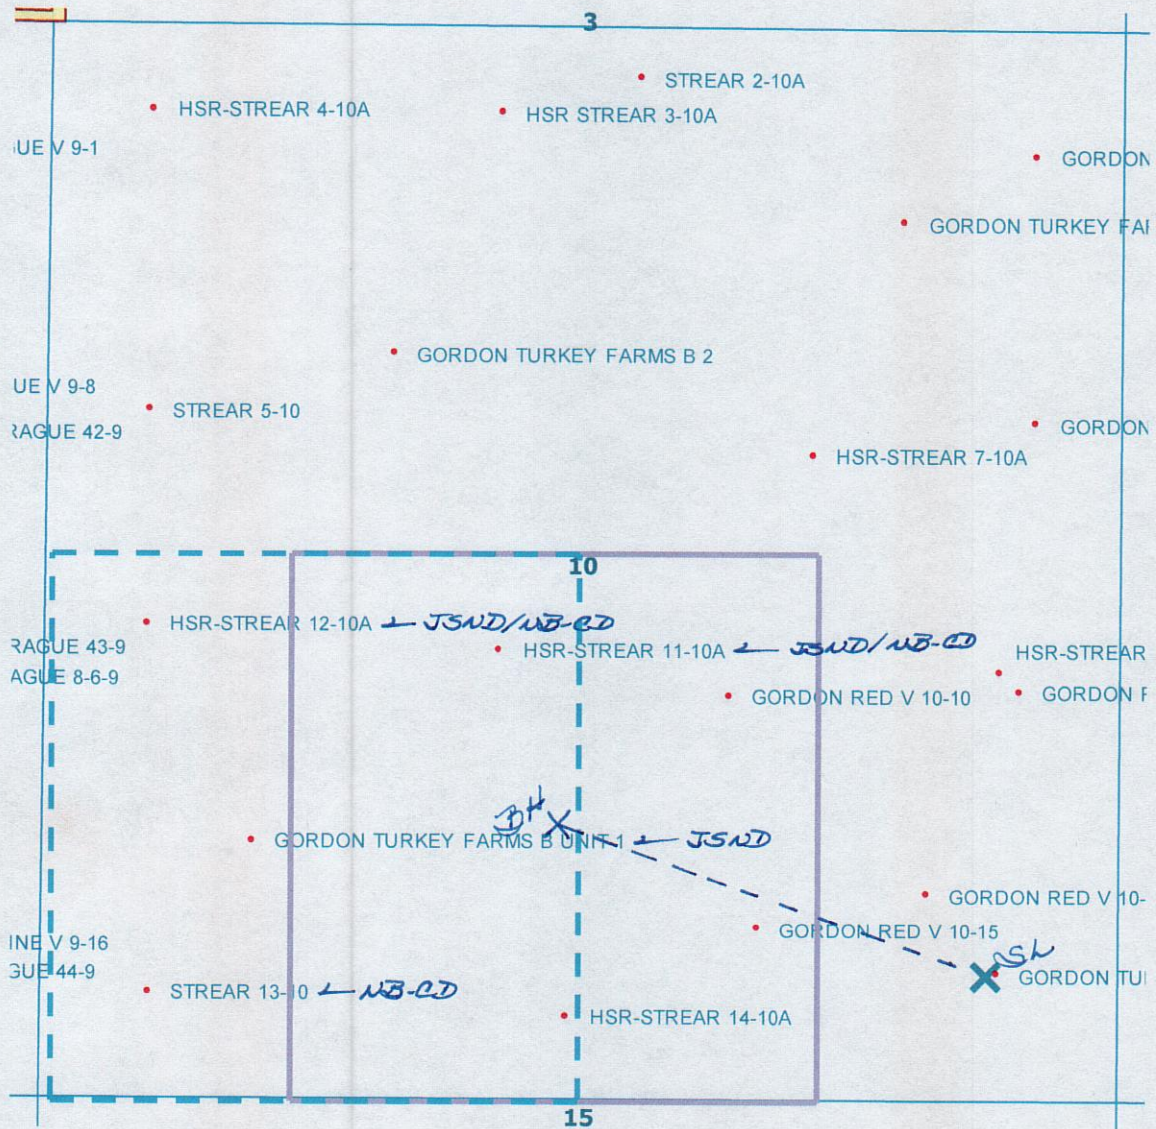 3
STREAR 2-10A
HSR-STREAR 4-10A
HSR STREAR 3-10A
UE V 9-1
GORDON
GORDON TURKEY FA
GORDON TURKEY FARMS B 2
UE V 9-8
STREAR 5-10
RAGUE 42-9
GORDON
HSR-STREAR 7-10A
10
HSR-STREAR 12-10A ← JSND/NB-CD
RAGUE 43-9
HSR-STREAR 11-10A ← JSND/NB-CD
HSR-STREAR
AGUE 8-6-9
GORDON RED V 10-10
GORDON
BH
GORDON TURKEY FARMS B UNIT 1 ← JSND
GORDON RED V 10-
GORDON RED V 10-15
INE V 9-16
SL
GUE 44-9
GORDON TU
STREAR 13-10 ← NB-CD
HSR-STREAR 14-10A
15